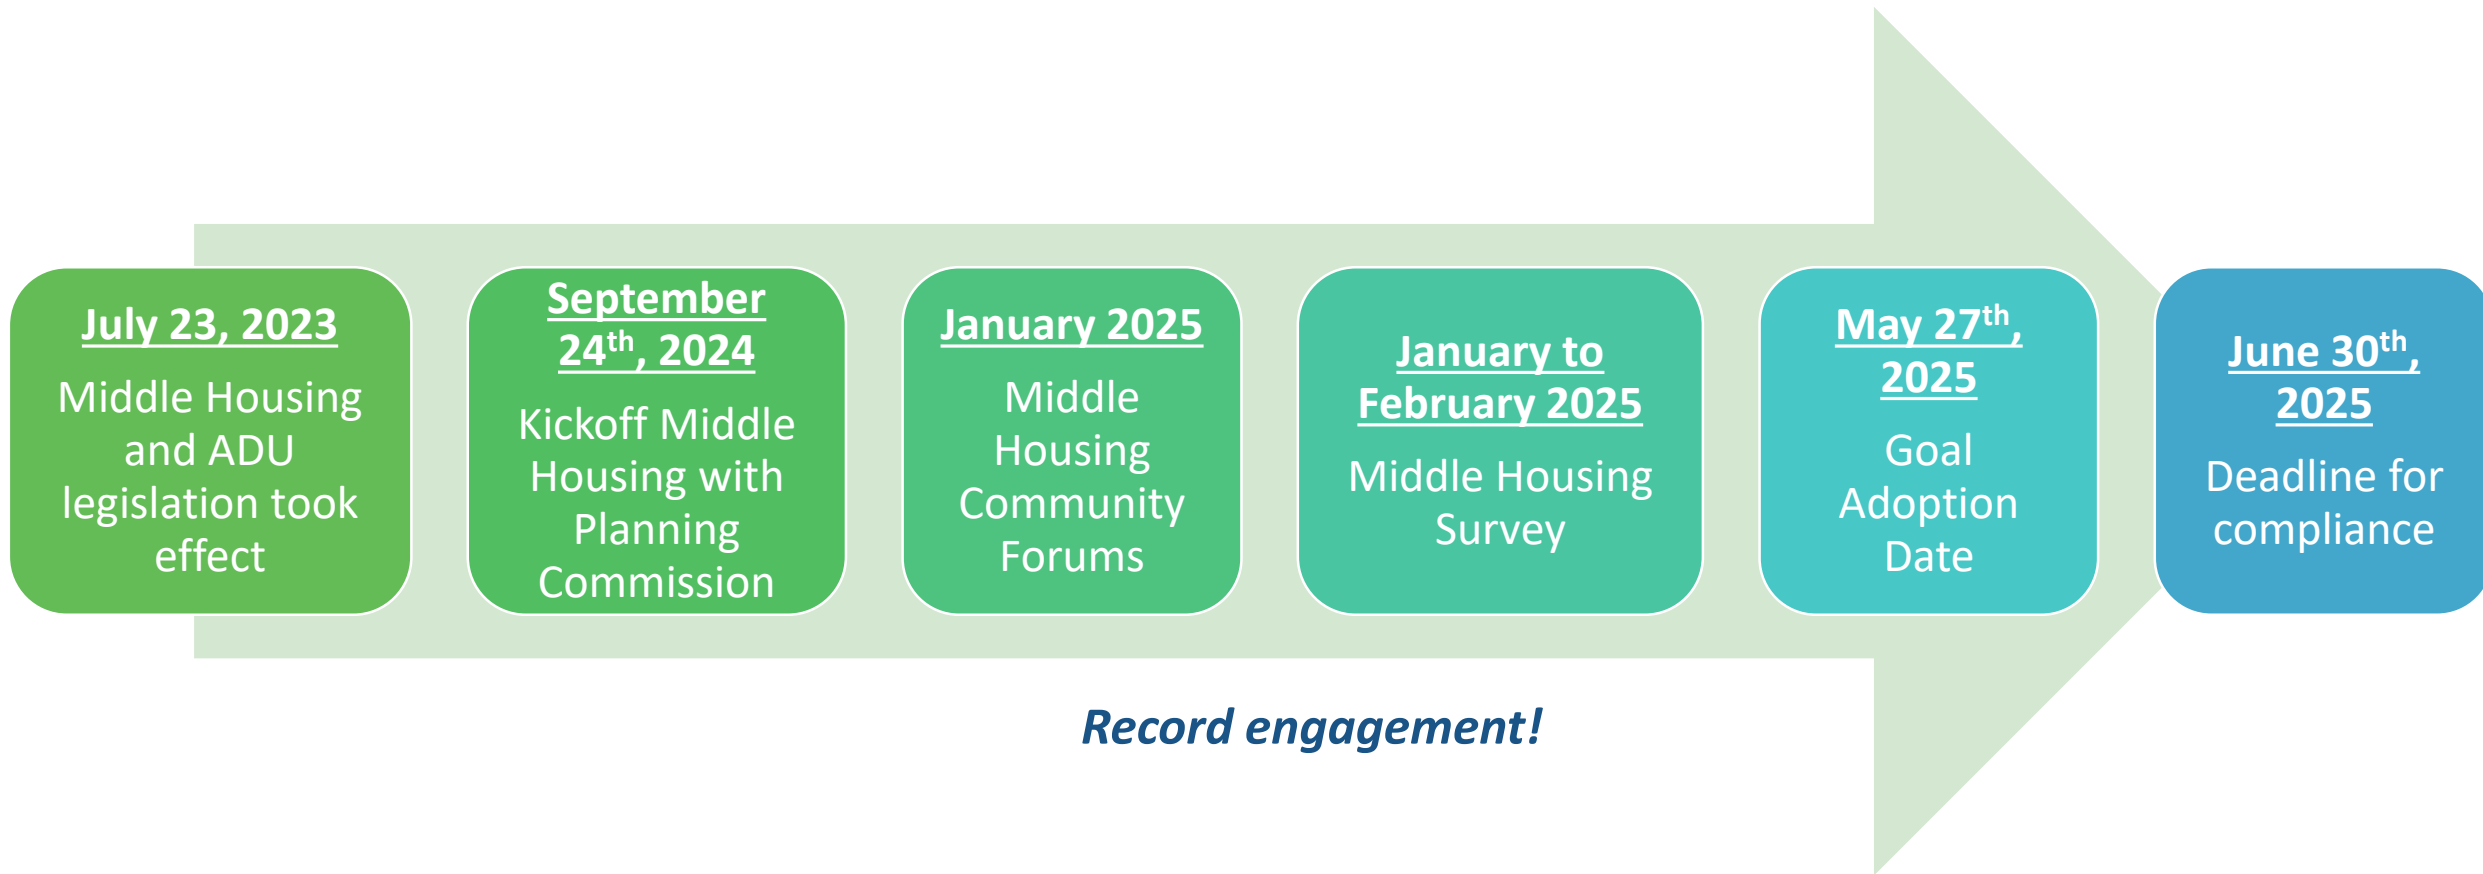 July 23, 2023
Middle Housing
and ADU
legislation took
effect
September
24th, 2024
Kickoff Middle
Housing with
Planning
Commission
January 2025
Middle
Housing
Community
Forums
January to
February 2025
Middle Housing
Survey
May 27th,
2025
Goal
Adoption
Date
June 30th,
2025
Deadline for
compliance
Record engagement!